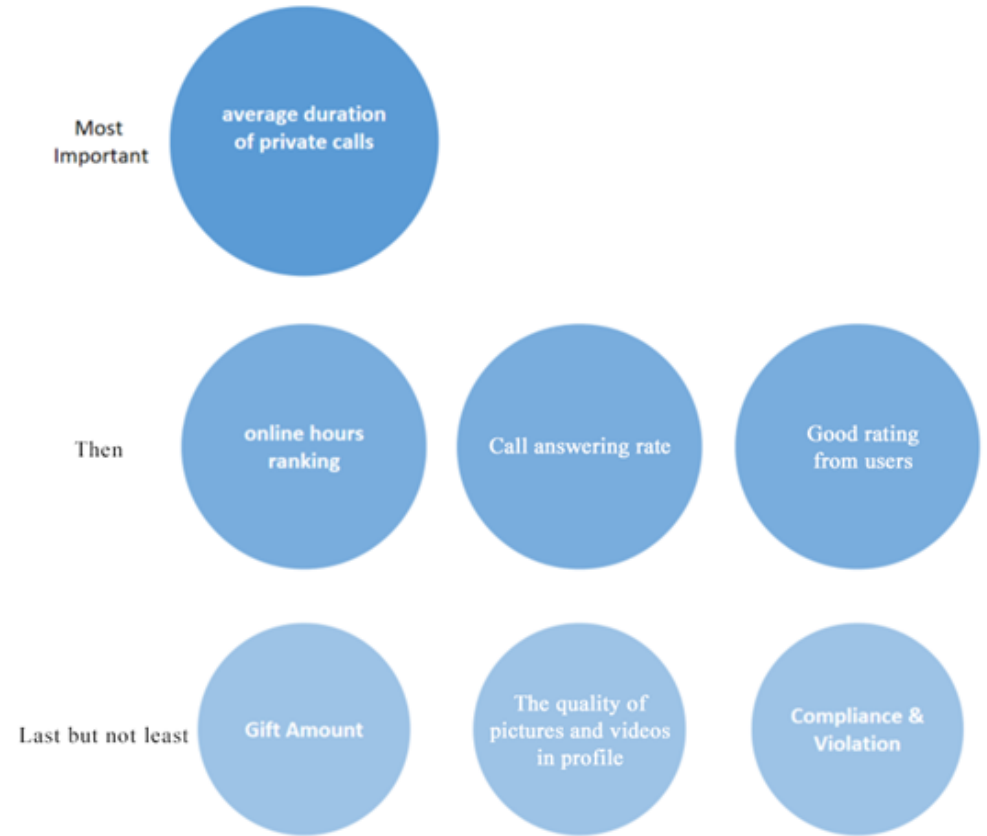 Most
Important
average duration
of private calls
Then
online hours
ranking
Call answering rate
Good rating
from users
Last but not least
Gift Amount
The quality of
pictures and videos
in profile
Compliance &
Violation